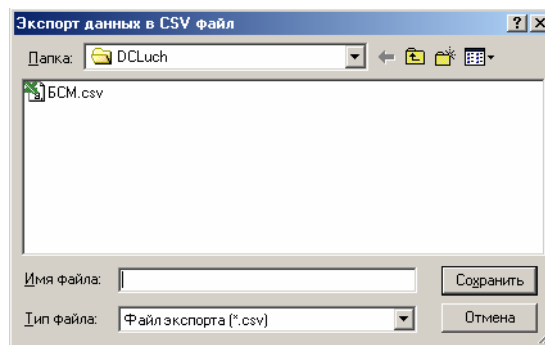 Экспорт данных в CSV файл
Папка: DCLuch
БСМ.csv
Имя файла: Сохранить
Тип файла: Файл экспорта (*.csv) Отмена